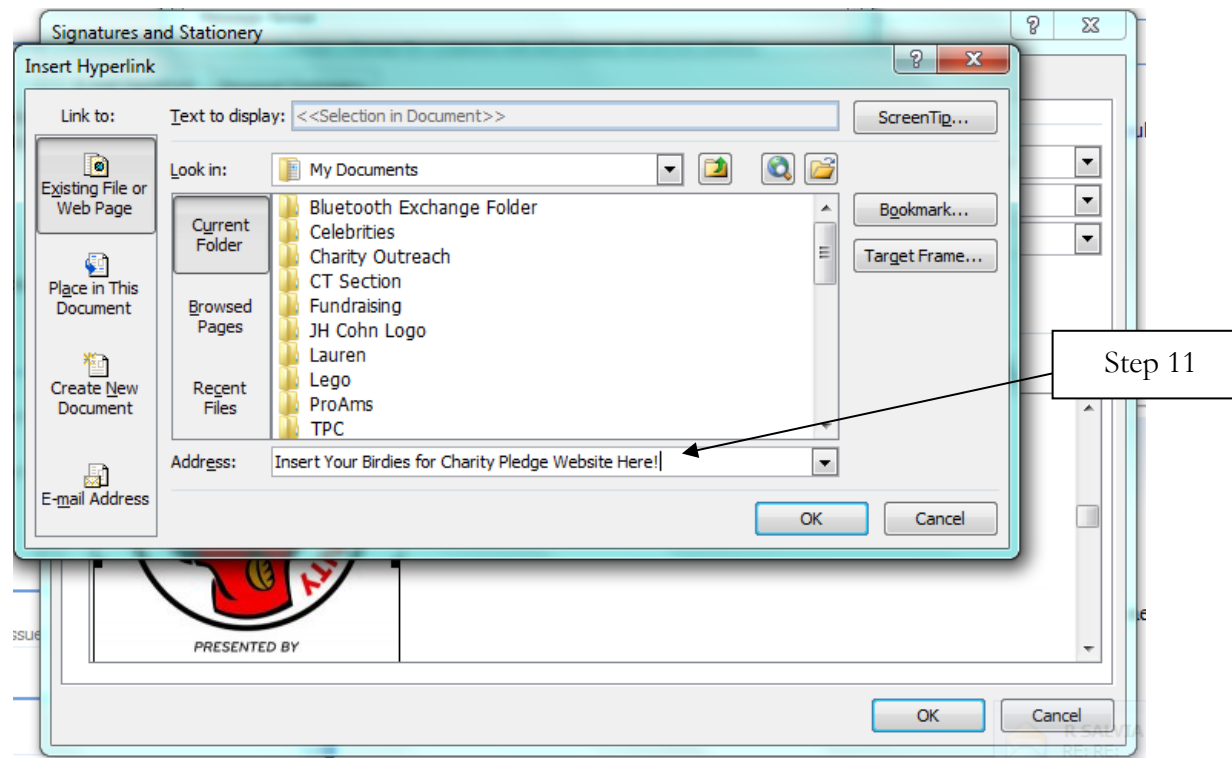 Signatures and Stationery
Insert Hyperlink
Link to:
Text to display:
<<Selection in Document>>
ScreenTip...
Existing File or
Web Page
Look in:
My Documents
Current
Folder
Bluetooth Exchange Folder
Celebrities
Charity Outreach
CT Section
Fundraising
JH Cohn Logo
Lauren
Lego
ProAms
TPC
Bookmark...
Target Frame...
Place in This
Document
Browsed
Pages
Create New
Document
Recent
Files
Step 11
Address:
Insert Your Birdies for Charity Pledge Website Here!
E-mail Address
OK
Cancel
PRESENTED BY
OK
Cancel
R SALVIA
RE: RE: